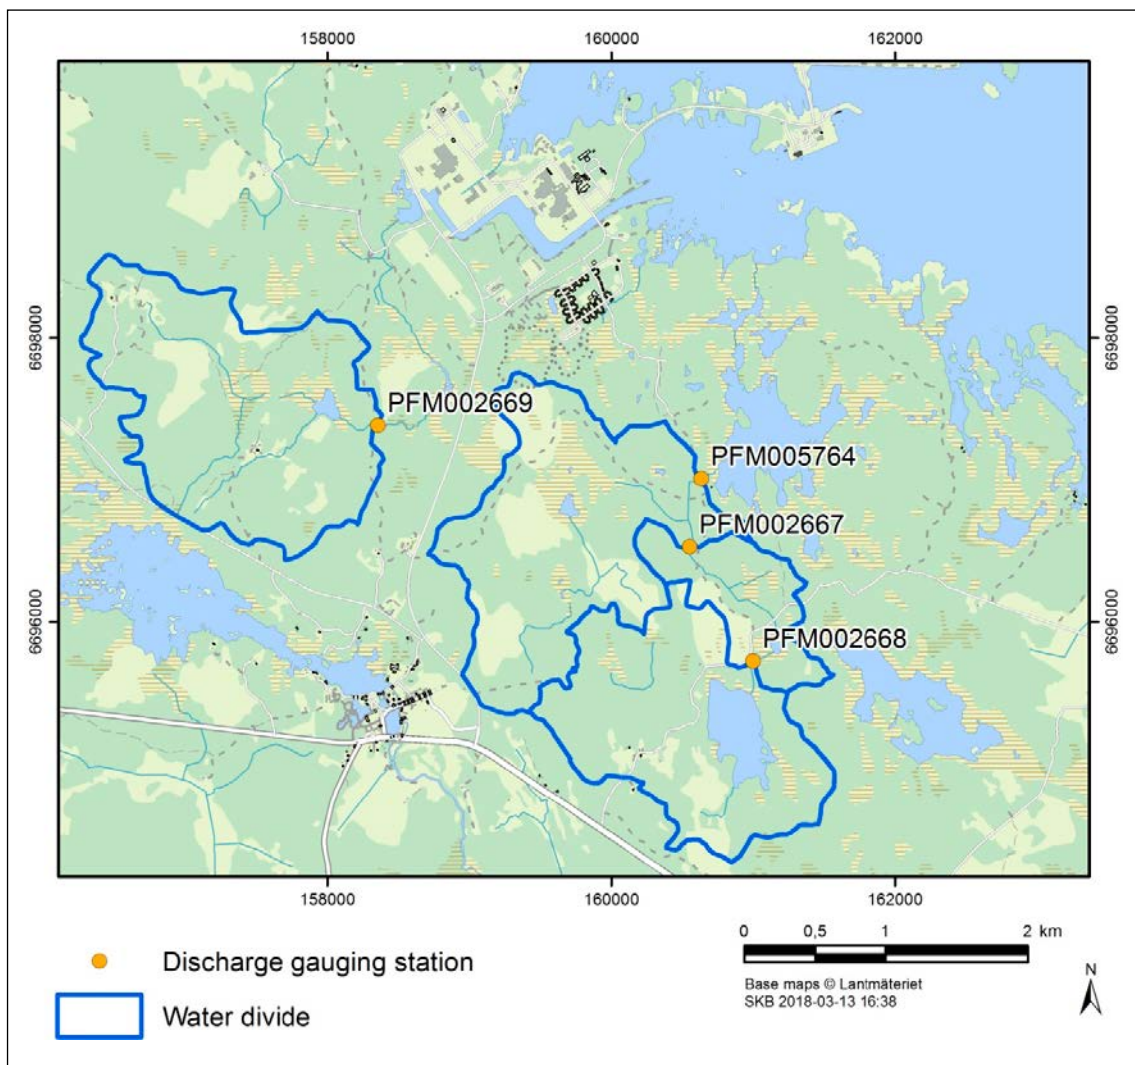 158000
160000
162000
6698000
6698000
PFM002669
PFM005764
PFM002667
6696000
6696000
PFM002668
158000
160000
162000
0 0,5 1 2 km
Discharge gauging station
Base maps © Lantmäteriet
SKB 2018-03-13 16:38
N
Water divide